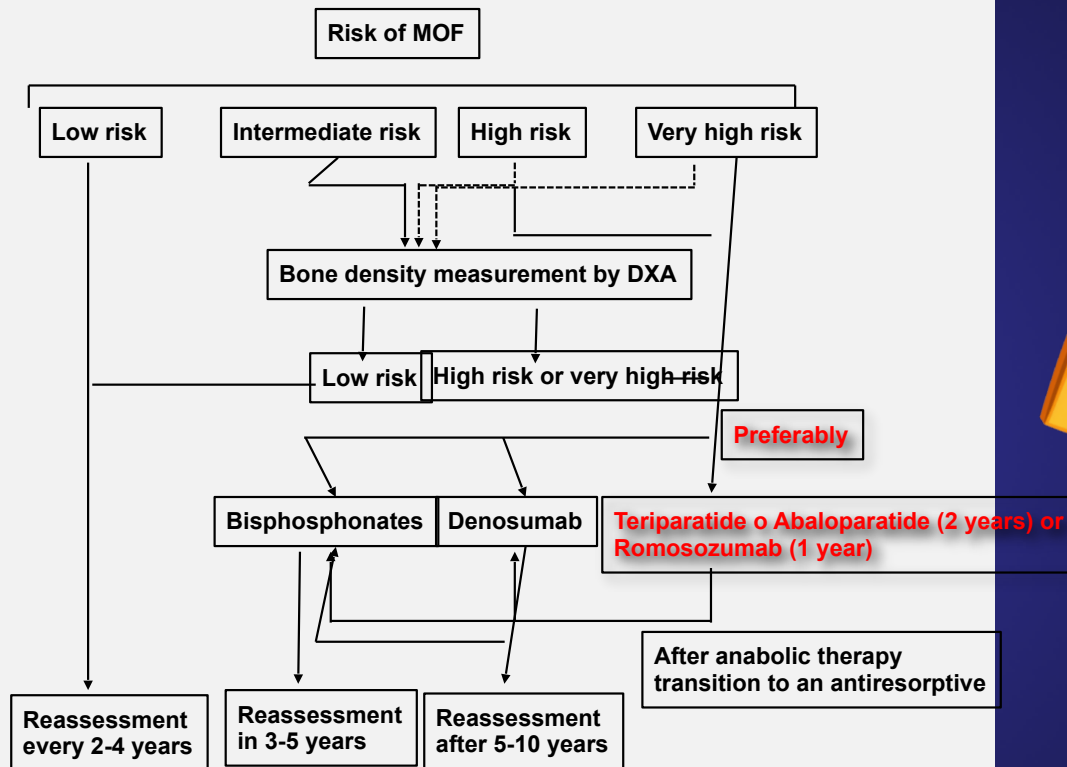 Risk of MOF
Low risk
Intermediate risk
High risk
Very high risk
Bone density measurement by DXA
Low risk
High risk or very high risk
Preferably
Bisphosphonates
Denosumab
Teriparatide o Abaloparatide (2 years) or
Romosozumab (1 year)
After anabolic therapy
transition to an antiresorptive
Reassessment
every 2-4 years
Reassessment
in 3-5 years
Reassessment
after 5-10 years